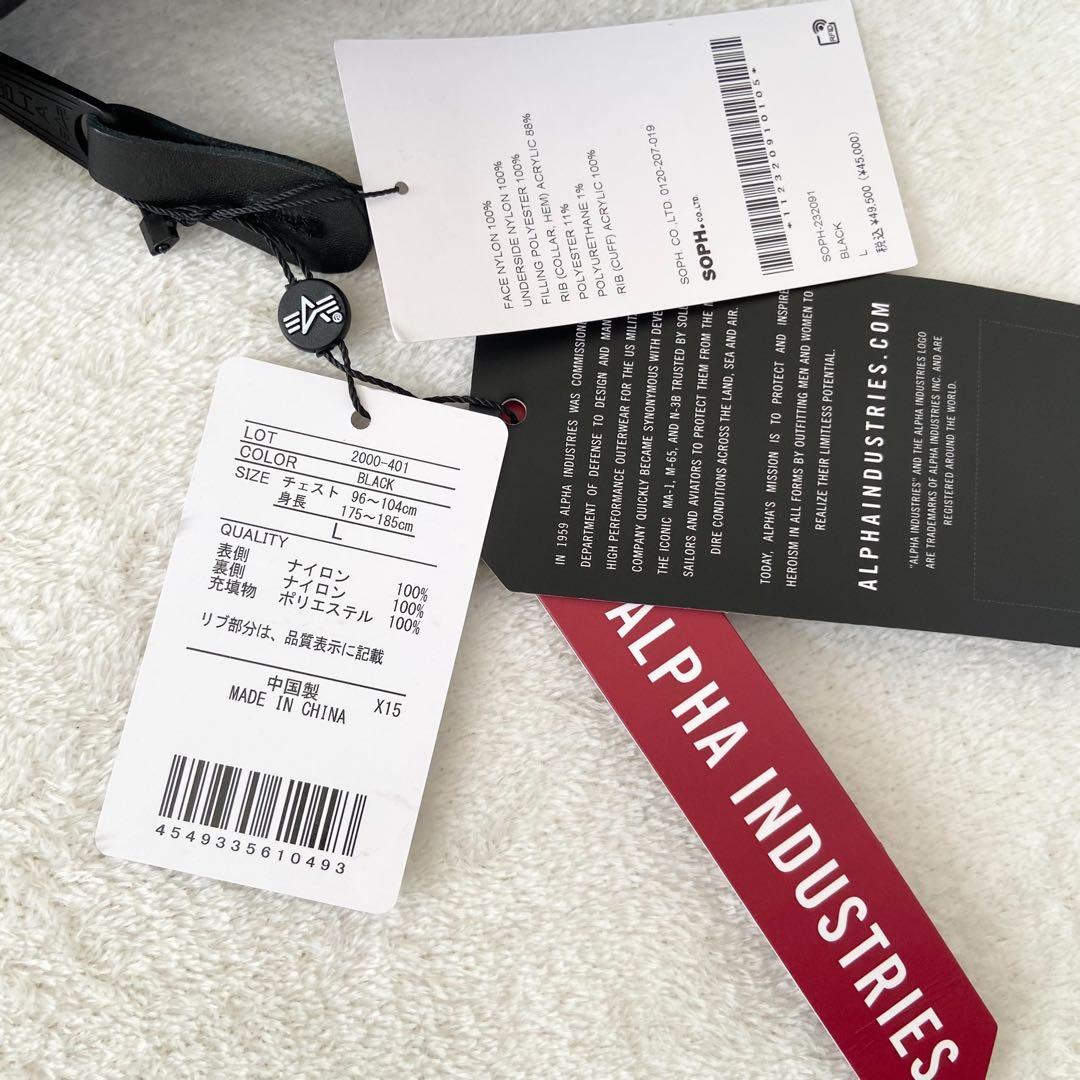 RFID
FACE NYLON 100%
UNDERSIDE NYLON 100%
FILLING POLYESTER 100%
RIB (COLLAR, HEM) ACRYLIC 88%
POLYESTER 11%
POLYURETHANE 1%
RIB (CUFF) ACRYLIC 100%
SOPH. CO.,LTD. 0120-207-019
SOPH. CO.,LTD.
*112320910105*
SOPH-232091
BLACK
L
税込 ¥49,500 (¥45,000)
LOT 2000-401
COLOR BLACK
SIZE チェスト 96～104cm
身長 175～185cm
L
QUALITY
表側 ナイロン 100%
裏側 ナイロン 100%
充填物 ポリエステル 100%
リブ部分は、品質表示に記載
中国製
MADE IN CHINA X15
4549335610493
IN 1959 ALPHA INDUSTRIES WAS COMMISSIONE
DEPARTMENT OF DEFENSE TO DESIGN AND MAN
HIGH PERFORMANCE OUTERWEAR FOR THE US MILIT
COMPANY QUICKLY BECAME SYNONYMOUS WITH DEVE
THE ICONIC MA-1, M-65, AND N-3B TRUSTED BY SOL
SAILORS AND AVIATORS TO PROTECT THEM FROM THE
DIRE CONDITIONS ACROSS THE LAND, SEA AND AIR.
TODAY, ALPHA'S MISSION IS TO PROTECT AND INSPIRE
HEROISM IN ALL FORMS BY OUTFITTING MEN AND WOMEN TO
REALIZE THEIR LIMITLESS POTENTIAL.
ALPHAINDUSTRIES.COM
"ALPHA INDUSTRIES" AND THE ALPHA INDUSTRIES LOGO
ARE TRADEMARKS OF ALPHA INDUSTRIES INC. AND ARE
REGISTERED AROUND THE WORLD.
ALPHA INDUSTRIES